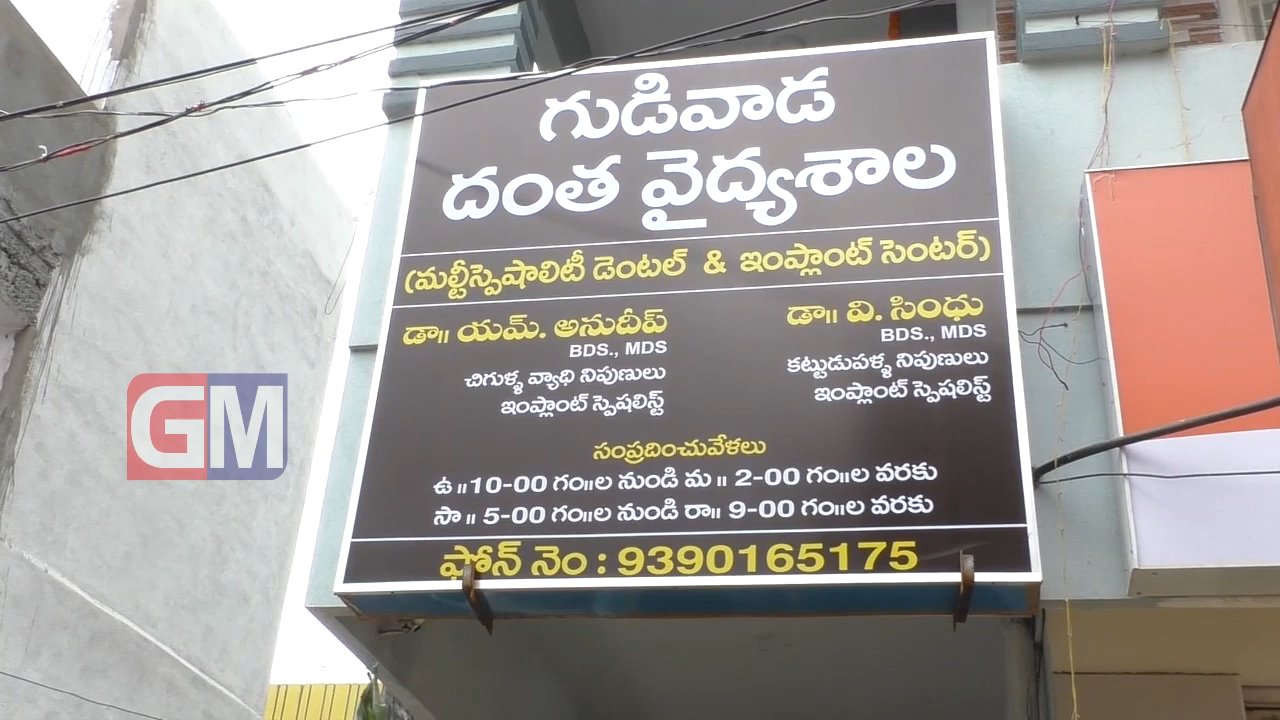 గుడివాడ
దంత వైద్యశాల
(మల్టీస్పెషాలిటీ డెంటల్ & ఇంప్లాంట్ సెంటర్)
డా॥ యమ్. అనుదీప్
BDS., MDS
చిగుళ్ళ వ్యాధి నిపుణులు
ఇంప్లాంట్ స్పెషలిస్ట్
డా॥ వి. సింధు
BDS., MDS
కట్టుడుపళ్ళ నిపుణులు
ఇంప్లాంట్ స్పెషలిస్ట్
సంప్రదించువేళలు
ఉ॥10-00 గం॥ల నుండి మ॥ 2-00 గం॥ల వరకు
సా॥ 5-00 గం॥ల నుండి రా॥ 9-00 గం॥ల వరకు
ఫోన్ నెం : 9390165175
GM